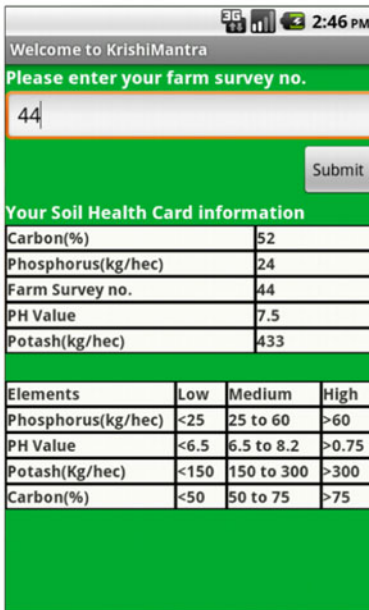 3G 2:46 PM
Welcome to KrishiMantra
Please enter your farm survey no.
44
Submit
Your Soil Health Card information
Carbon(%) 52
Phosphorus(kg/hec) 24
Farm Survey no. 44
PH Value 7.5
Potash(kg/hec) 433
Elements Low Medium High
Phosphorus(kg/hec) <25 25 to 60 >60
PH Value <6.5 6.5 to 8.2 >0.75
Potash(Kg/hec) <150 150 to 300 >300
Carbon(%) <50 50 to 75 >75